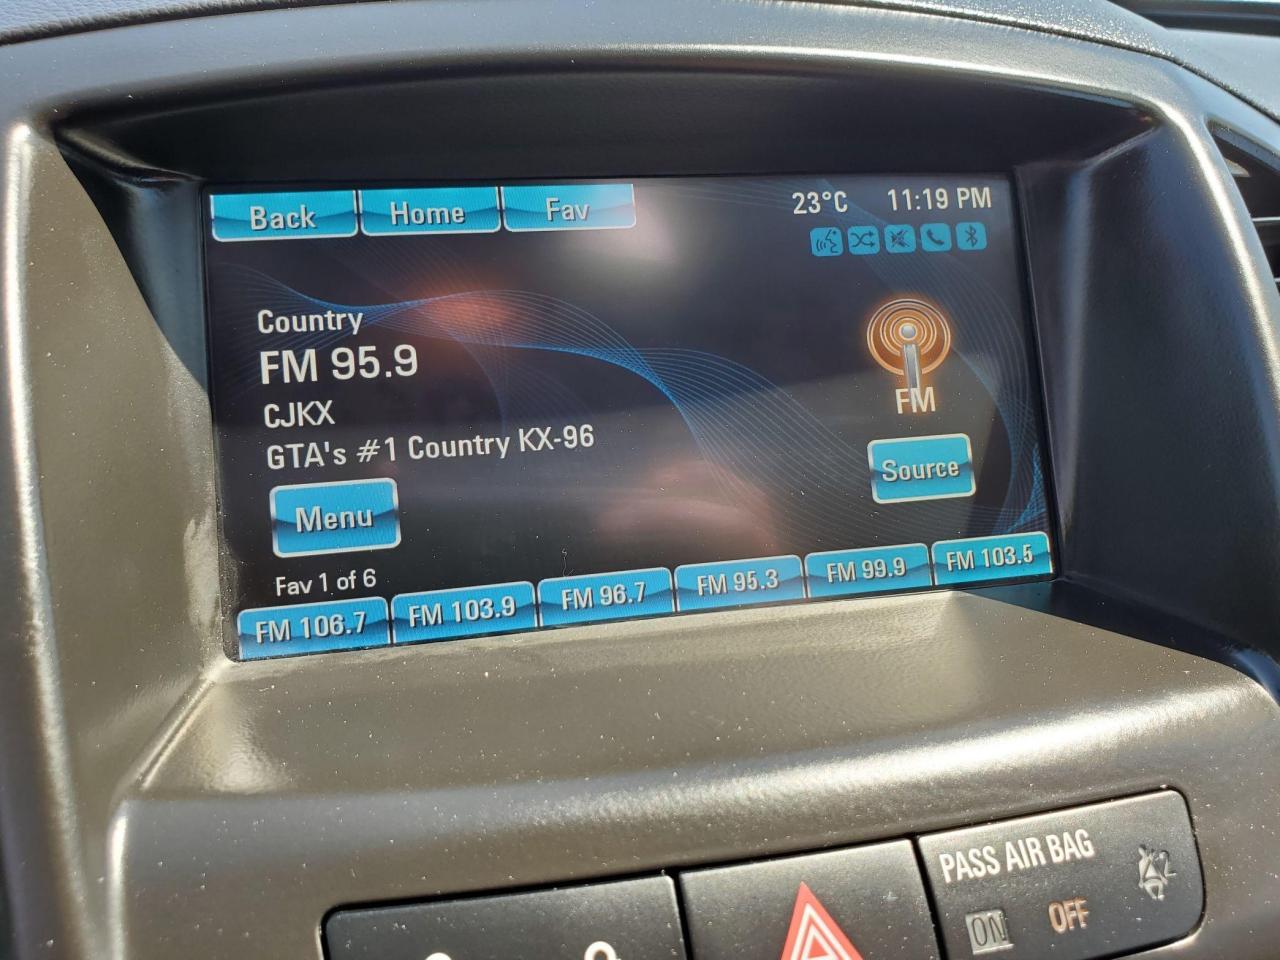 Back Home Fav 23°C 11:19 PM
Country
FM 95.9
CJKX
GTA's #1 Country KX-96
FM
Source
Menu
Fav 1 of 6
FM 106.7 FM 103.9 FM 96.7 FM 95.3 FM 99.9 FM 103.5
PASS AIR BAG
ON OFF
2